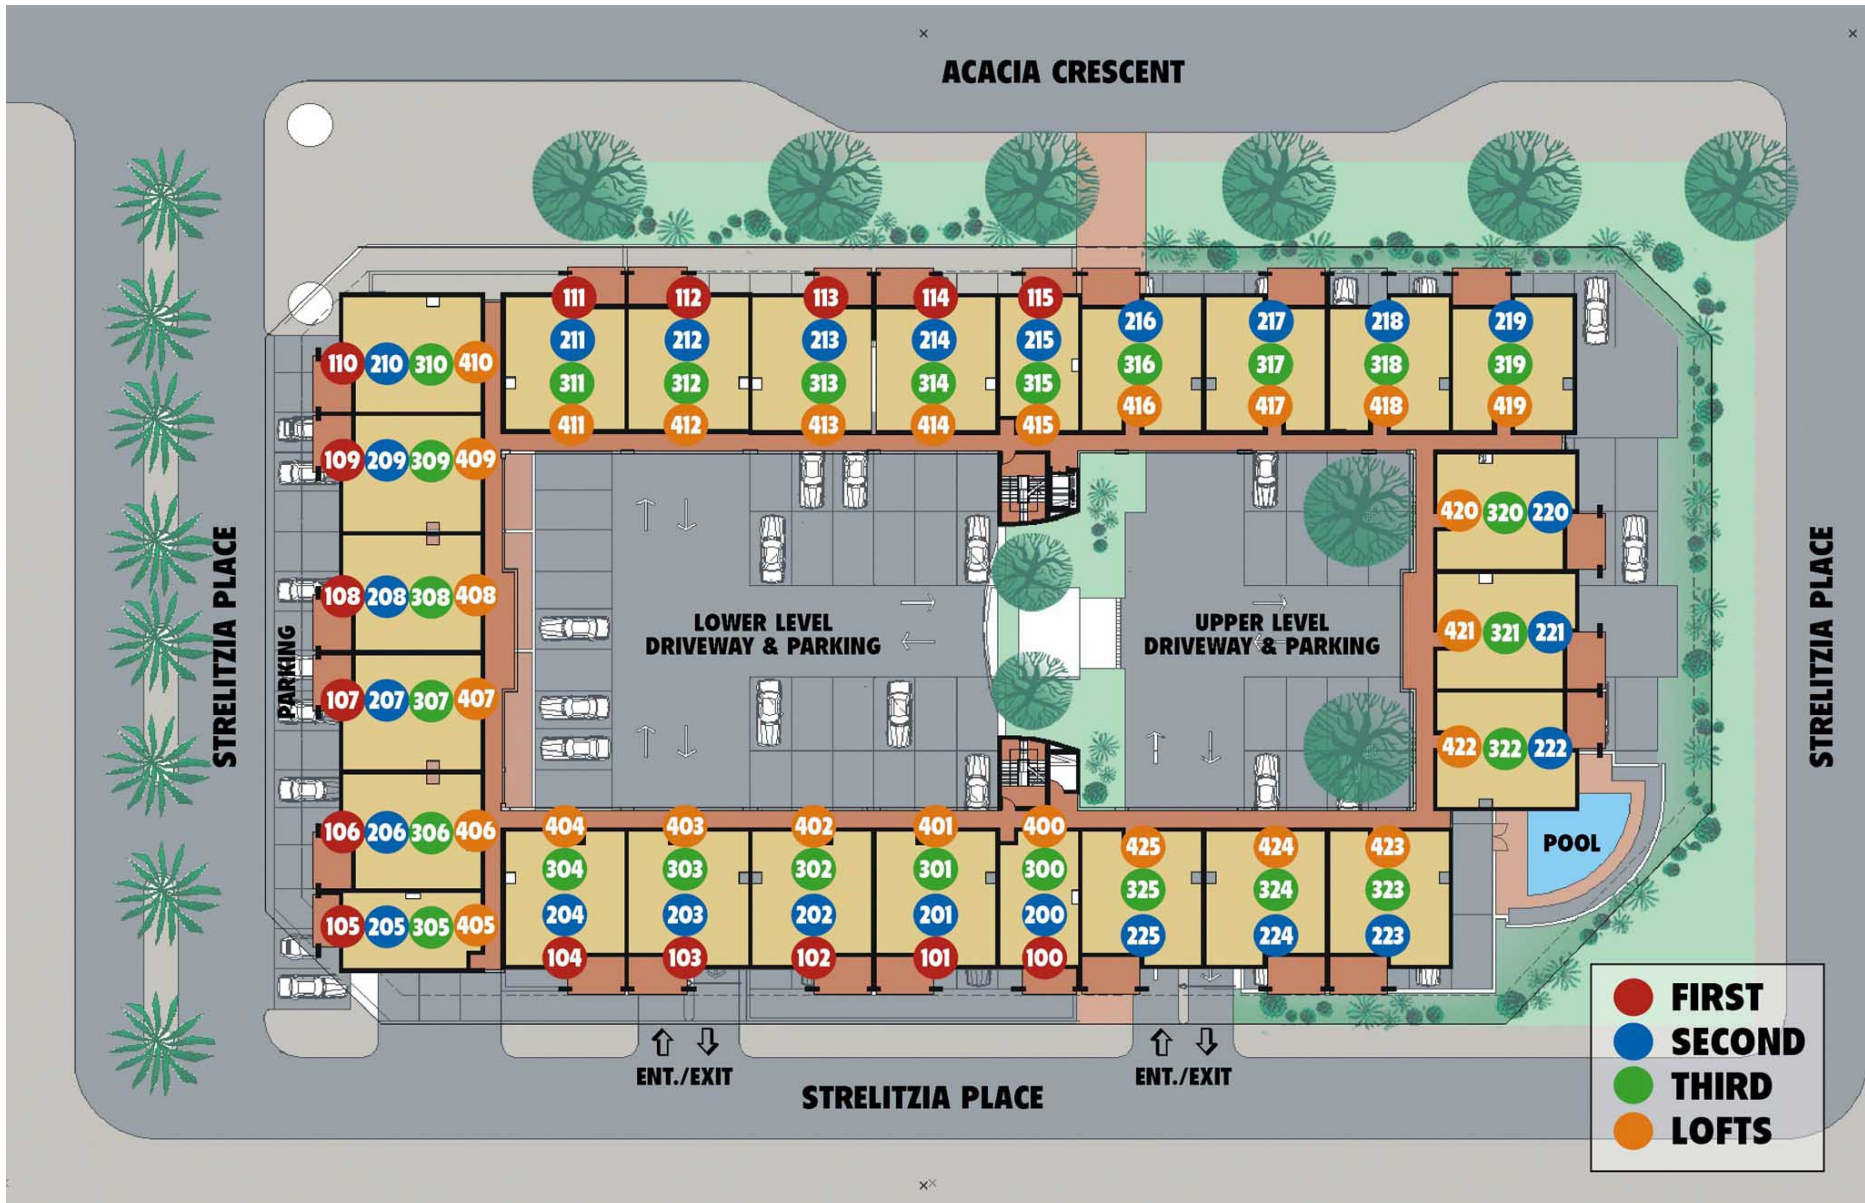 ACACIA CRESCENT
111 112 113 114 115
216 217 218 219
211 212 213 214 215
110 210 310 410
316 317 318 319
311 312 313 314 315
416 417 418 419
411 412 413 414 415
109 209 309 409
420 320 220
108 208 308 408
LOWER LEVEL
DRIVEWAY & PARKING
UPPER LEVEL
DRIVEWAY & PARKING
421 321 221
STRELITZIA PLACE
PARKING
STRELITZIA PLACE
107 207 307 407
422 322 222
106 206 306 406
404 403 402 401 400
425 424 423
POOL
304 303 302 301 300
325 324 323
105 205 305 405
204 203 202 201 200
225 224 223
104 103 102 101 100
ENT./EXIT
ENT./EXIT
STRELITZIA PLACE
FIRST
SECOND
THIRD
LOFTS